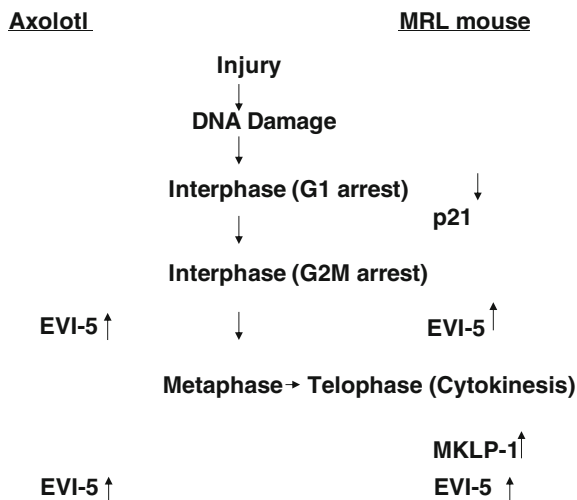 Axolotl MRL mouse
Injury
DNA Damage
Interphase (G1 arrest)
p21
Interphase (G2M arrest)
EVI-5 EVI-5
Metaphase Telophase (Cytokinesis)
MKLP-1
EVI-5 EVI-5